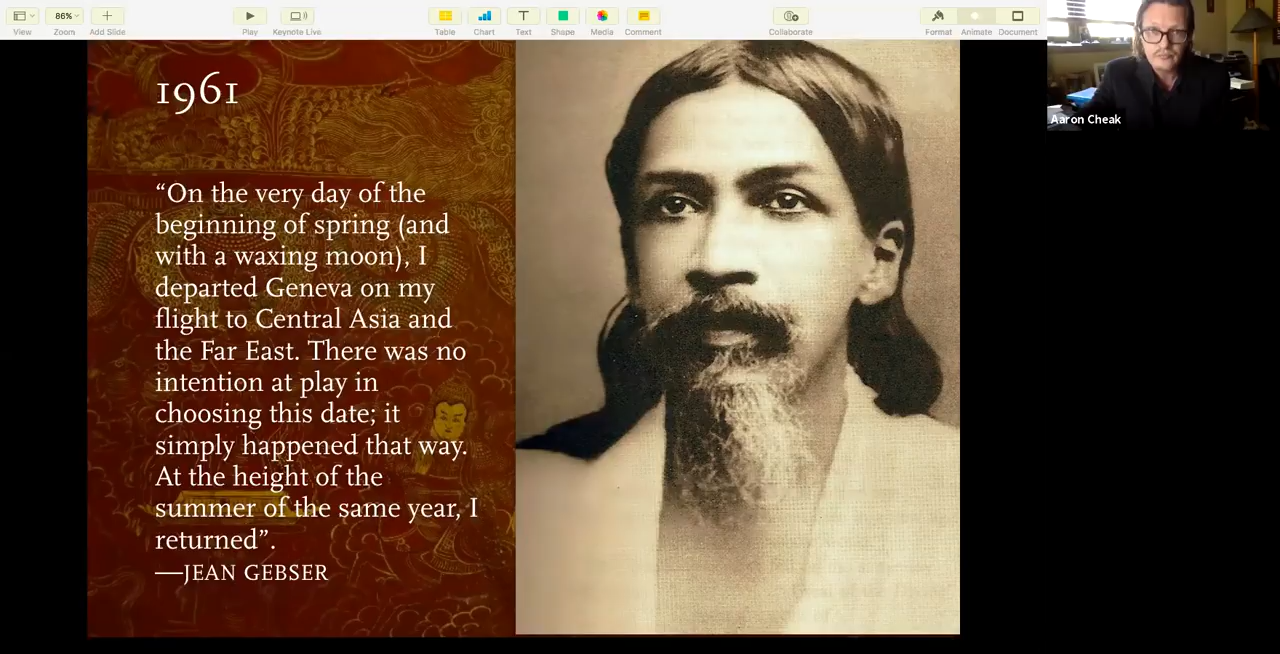 86%
View
Zoom
Add Slide
Play
Keynote Live
Table
Chart
Text
Shape
Media
Comment
Collaborate
Format
Animate
Document
Aaron Cheak
1961
“On the very day of the
beginning of spring (and
with a waxing moon), I
departed Geneva on my
flight to Central Asia and
the Far East. There was no
intention at play in
choosing this date; it
simply happened that way.
At the height of the
summer of the same year, I
returned”.
—JEAN GEBSER